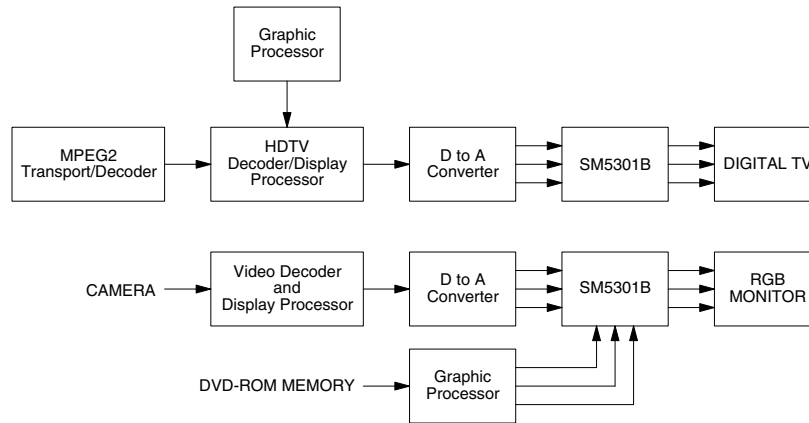 Graphic
Processor
MPEG2
Transport/Decoder
HDTV
Decoder/Display
Processor
D to A
Converter
SM5301B
DIGITAL TV
CAMERA
Video Decoder
and
Display Processor
D to A
Converter
SM5301B
RGB
MONITOR
DVD-ROM MEMORY
Graphic
Processor